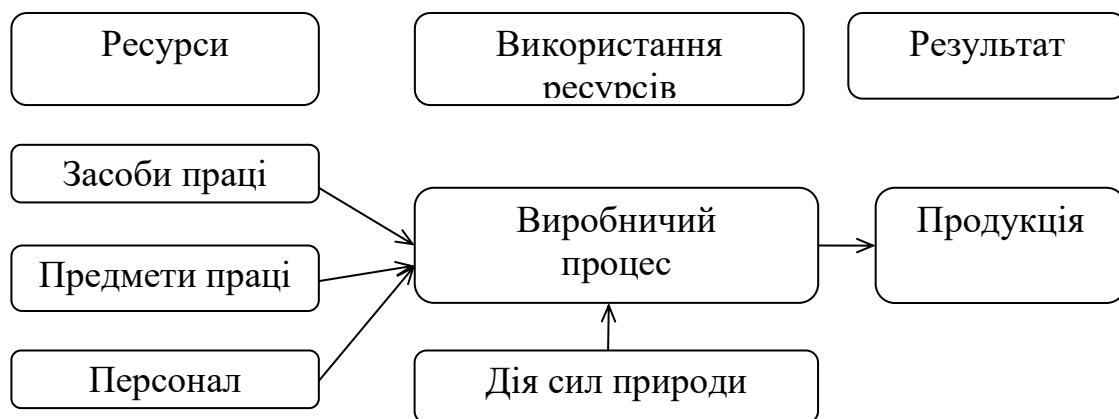 Ресурси
Використання
ресурсів
Результат
Засоби праці
Предмети праці
Персонал
Виробничий
процес
Дія сил природи
Продукція